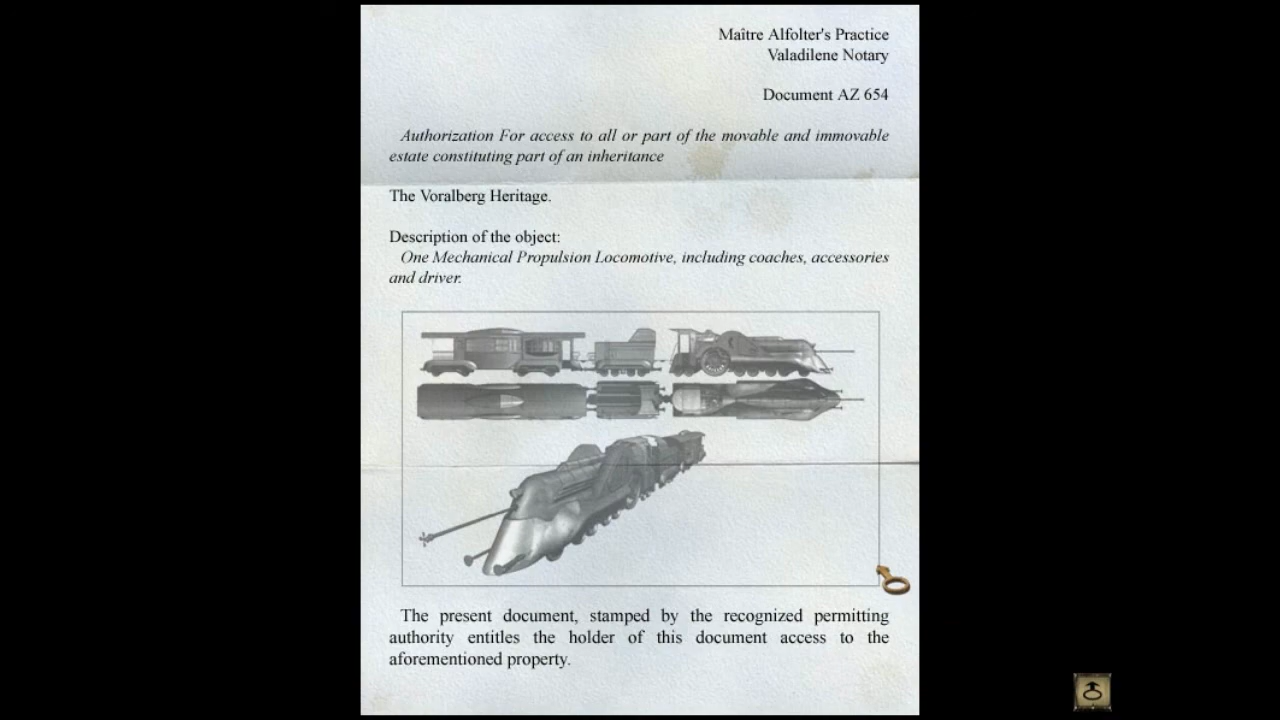 Maître Alfolter's Practice
Valadilene Notary
Document AZ 654
Authorization For access to all or part of the movable and immovable
estate constituting part of an inheritance
The Voralberg Heritage.
Description of the object:
One Mechanical Propulsion Locomotive, including coaches, accessories
and driver.
The present document, stamped by the recognized permitting
authority entitles the holder of this document access to the
aforementioned property.